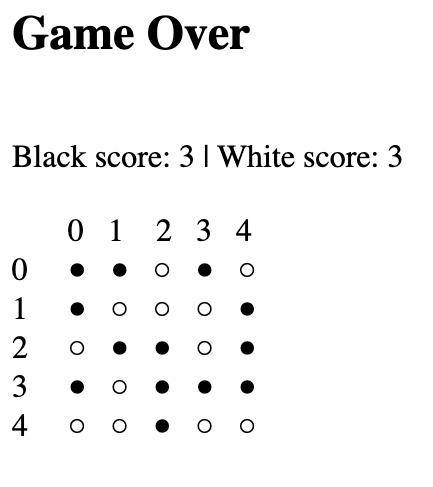 Game Over
Black score: 3 | White score: 3
0 1 2 3 4
0 ● ● ○ ● ○
1 ● ○ ○ ○ ●
2 ○ ● ● ○ ●
3 ● ○ ● ● ●
4 ○ ○ ● ○ ○